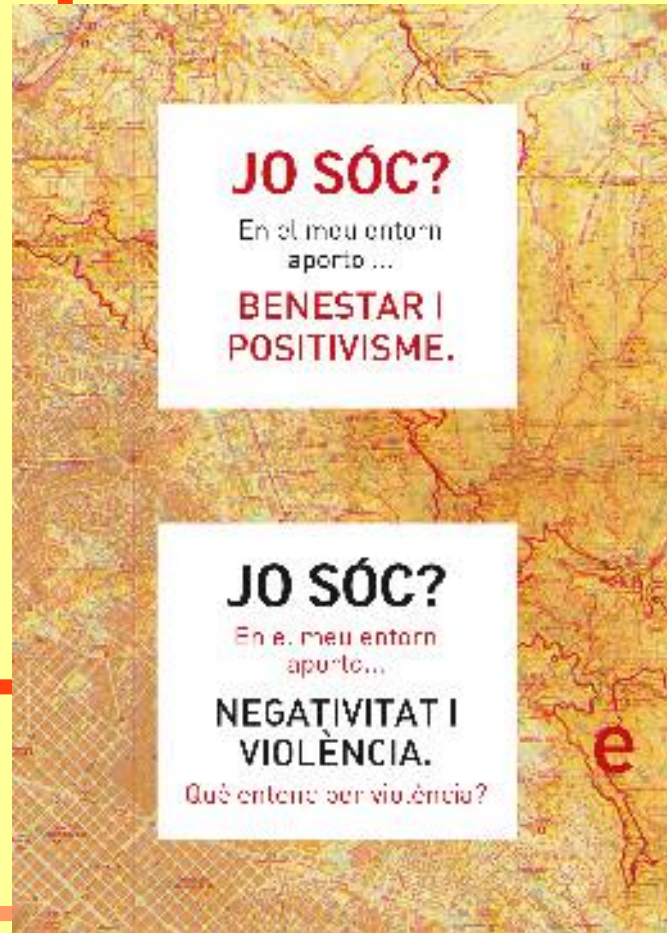 JO SÓC?
En el meu entorn
aporto ...
BENESTAR I
POSITIVISME.
JO SÓC?
En el meu entorn
aporto...
NEGATIVITAT I
VIOLÈNCIA.
Què entenc per violència?
e